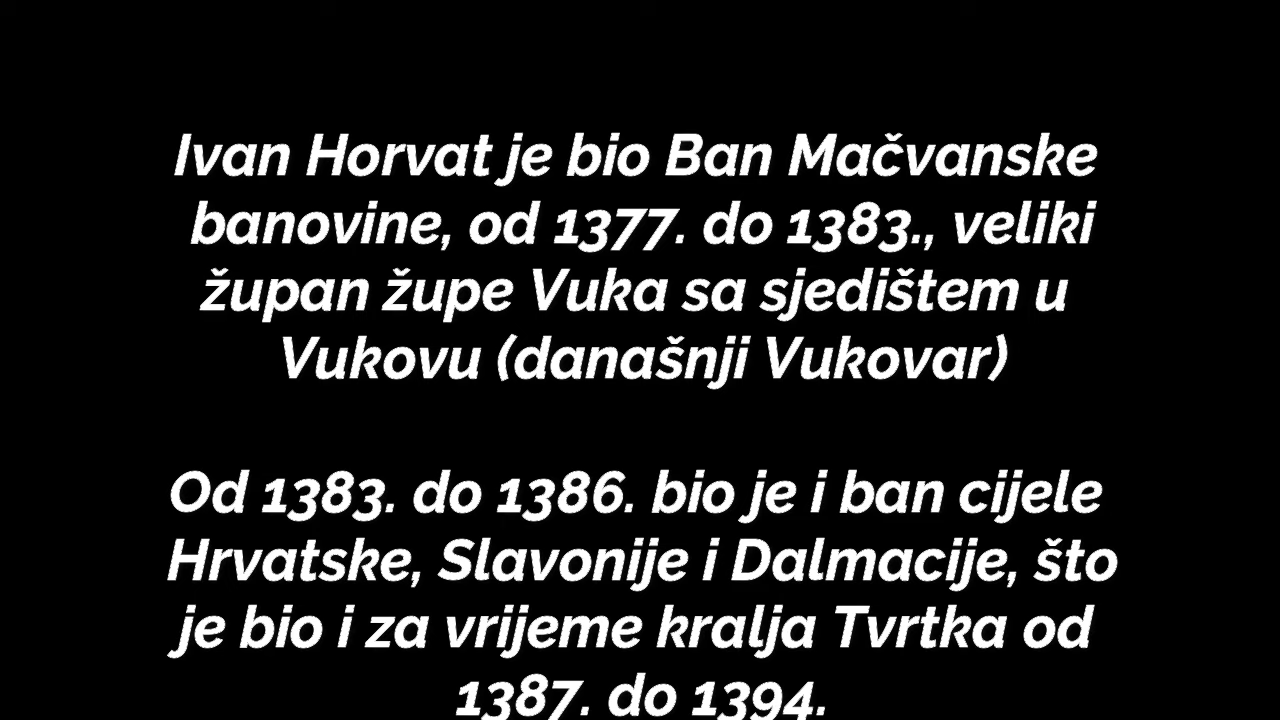 Ivan Horvat je bio Ban Mačvanske
banovine, od 1377. do 1383., veliki
župan župe Vuka sa sjedištem u
Vukovu (današnji Vukovar)
Od 1383. do 1386. bio je i ban cijele
Hrvatske, Slavonije i Dalmacije, što
je bio i za vrijeme kralja Tvrtka od
1387. do 1394.